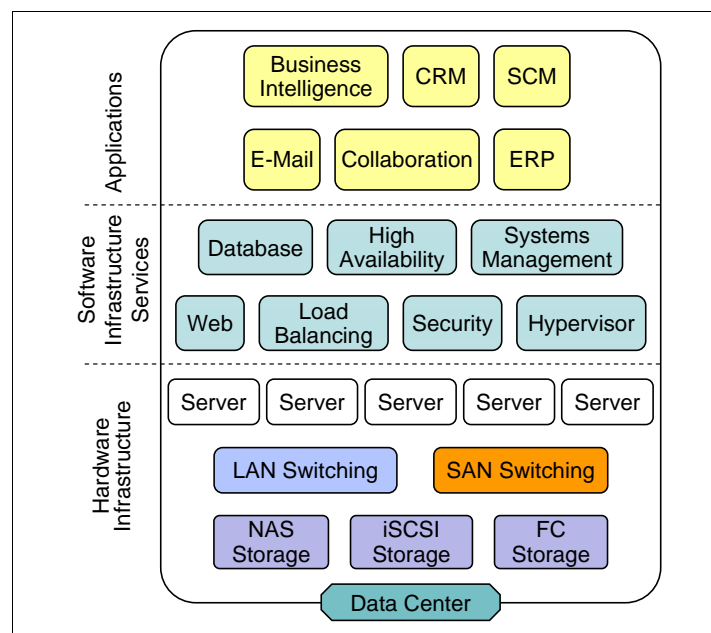 Applications
Business
Intelligence
CRM
SCM
E-Mail
Collaboration
ERP
Software
Infrastructure
Services
Database
High
Availability
Systems
Management
Web
Load
Balancing
Security
Hypervisor
Hardware
Infrastructure
Server
Server
Server
Server
Server
LAN Switching
SAN Switching
NAS
Storage
iSCSI
Storage
FC
Storage
Data Center